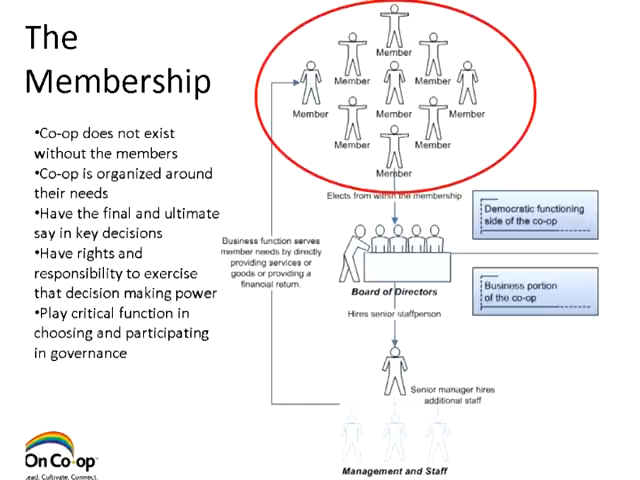 The
Membership
•Co-op does not exist
without the members
•Co-op is organized around
their needs
•Have the final and ultimate
say in key decisions
•Have rights and
responsibility to exercise
that decision making power
•Play critical function in
choosing and participating
in governance
Member
Member
Member
Member
Member
Member
Member
Member
Member
Elects from within the membership
Democratic functioning
side of the co-op
Business function serves
member needs by directly
providing services or
goods or providing a
financial return.
Business portion
of the co-op
Board of Directors
Hires senior staffperson
Senior manager hires
additional staff
Management and Staff
On Co-op
Lead. Cultivate. Connect.